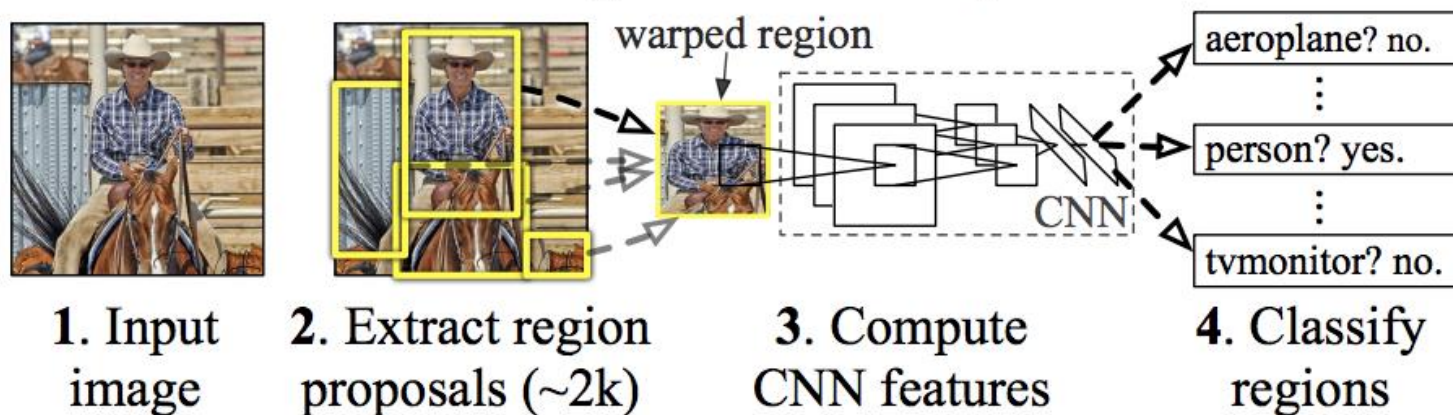 warped region
aeroplane? no.
⋮
person? yes.
⋮
tvmonitor? no.
CNN
1. Input
image
2. Extract region
proposals (~2k)
3. Compute
CNN features
4. Classify
regions